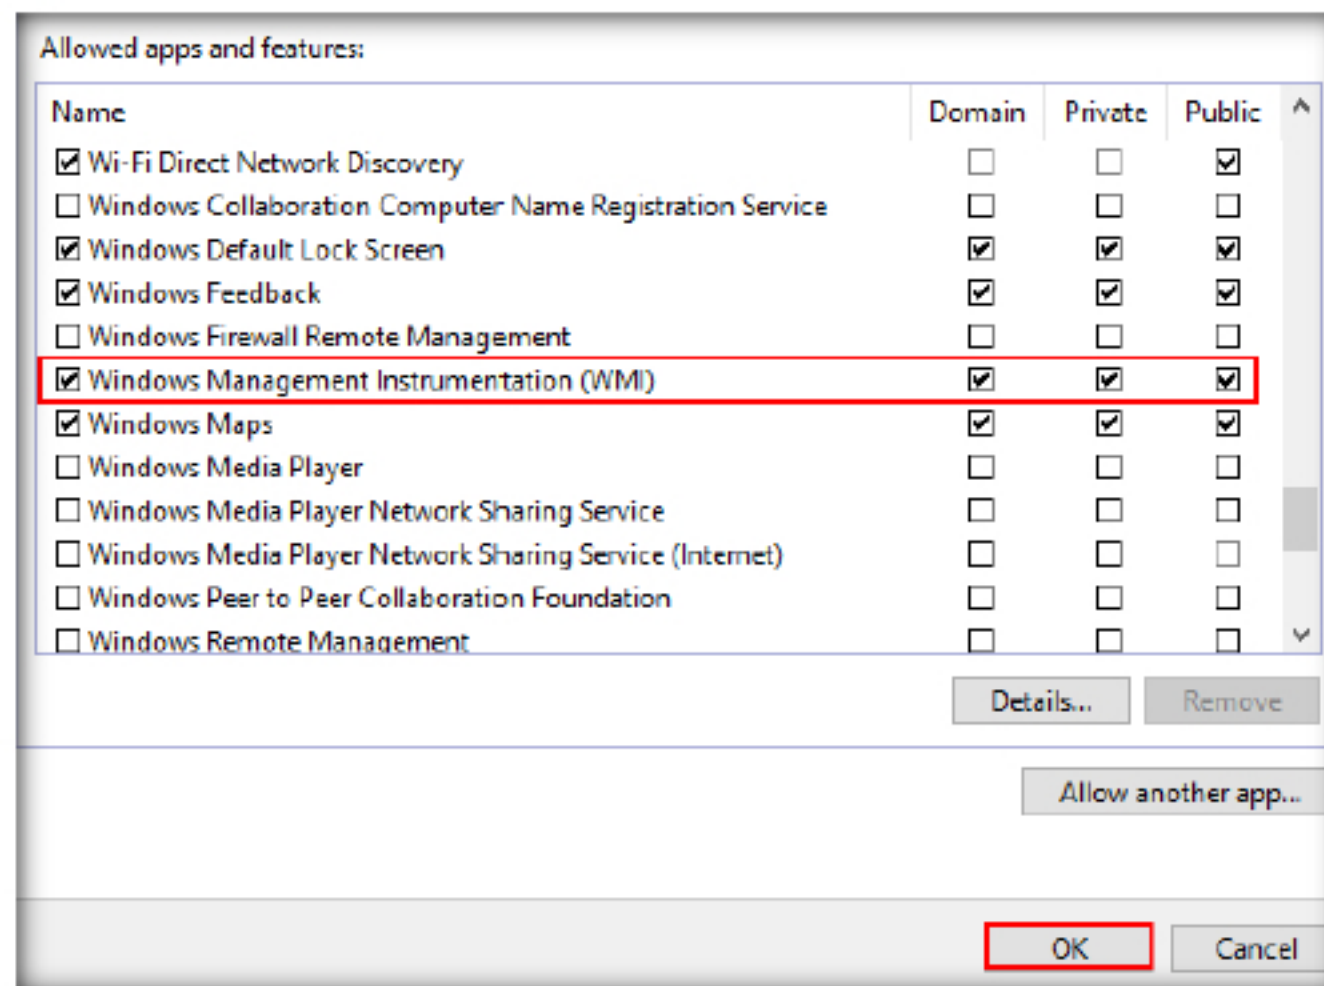 Allowed apps and features:
Name Domain Private Public
Wi-Fi Direct Network Discovery
Windows Collaboration Computer Name Registration Service
Windows Default Lock Screen
Windows Feedback
Windows Firewall Remote Management
Windows Management Instrumentation (WMI)
Windows Maps
Windows Media Player
Windows Media Player Network Sharing Service
Windows Media Player Network Sharing Service (Internet)
Windows Peer to Peer Collaboration Foundation
Windows Remote Management
Details... Remove
Allow another app...
OK Cancel